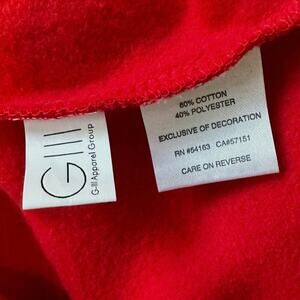 GIII
G-III Apparel Group
60% COTTON
40% POLYESTER
EXCLUSIVE OF DECORATION
RN #54163 CA#57151
CARE ON REVERSE